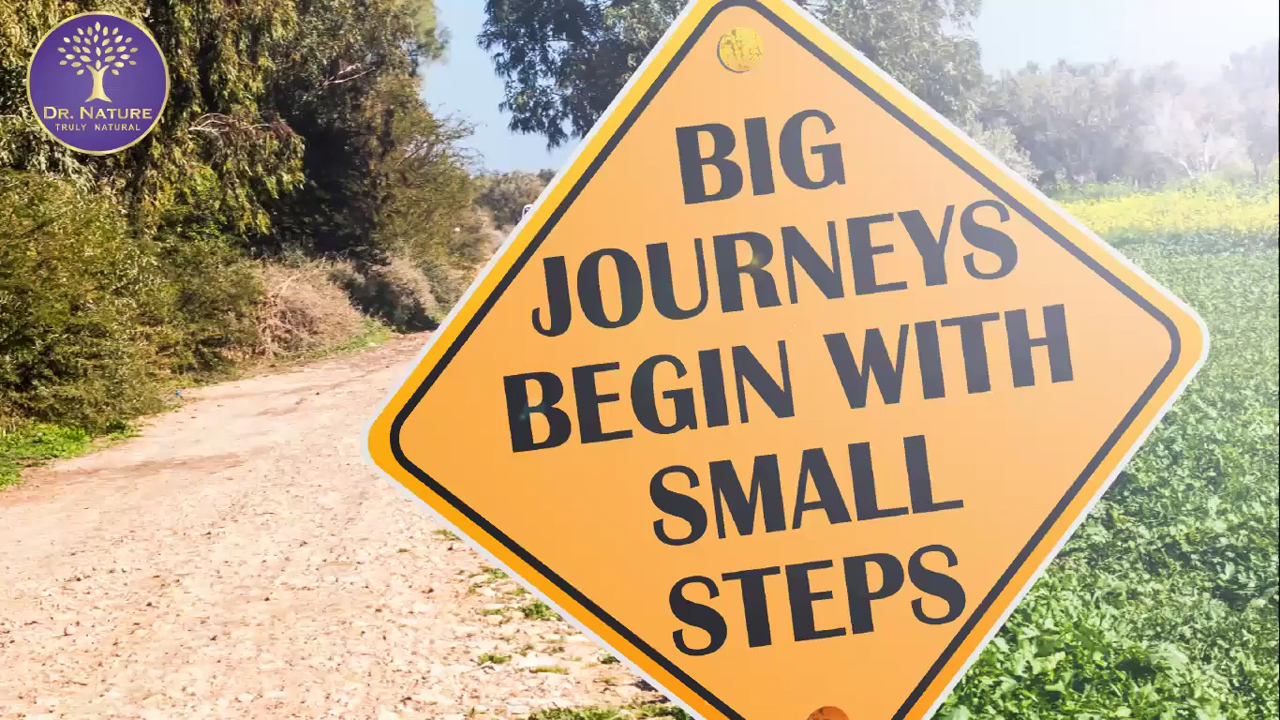 DR. NATURE
TRULY NATURAL
BIG
JOURNEYS
BEGIN WITH
SMALL
STEPS